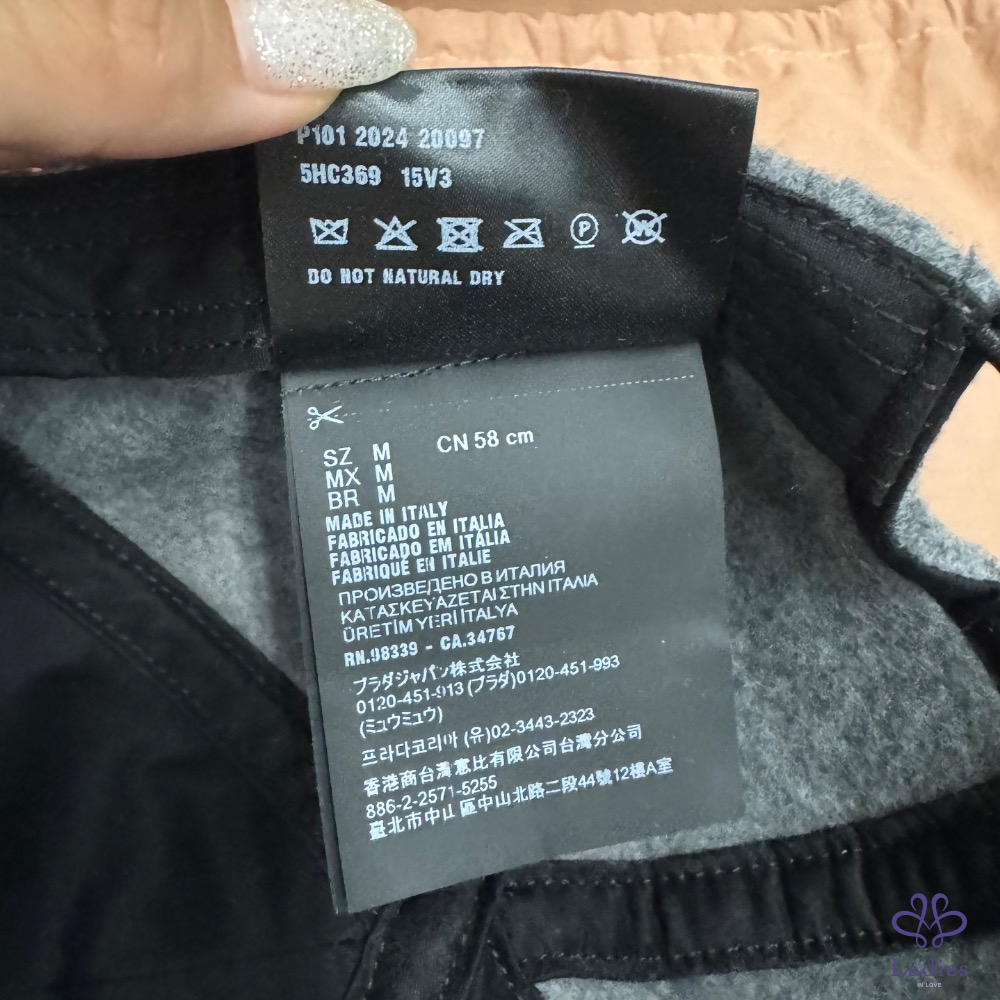 P101 2024 20097
5HC369 15V3
P W
DO NOT NATURAL DRY
SZ M CN 58 cm
MX M
BR M
MADE IN ITALY
FABRICADO EN ITALIA
FABRICADO EM ITÁLIA
FABRIQUÉ EN ITALIE
ПРОИЗВЕДЕНО В ИТАЛИЯ
ΚΑΤΑΣΚΕΥΑΖΕΤΑΙ ΣΤΗΝ ΙΤΑΛΙΑ
ÜRETİM YERİ İTALYA
RN.98339 - CA.34767
プラダジャパン株式会社
0120-451-913 (プラダ)0120-451-993
(ミュウミュウ)
프라다코리아 (유)02-3443-2323
香港商台灣惠比有限公司台灣分公司
886-2-2571-5255
臺北市中山區中山北路二段44號12樓A室
Ladies
IN LOVE